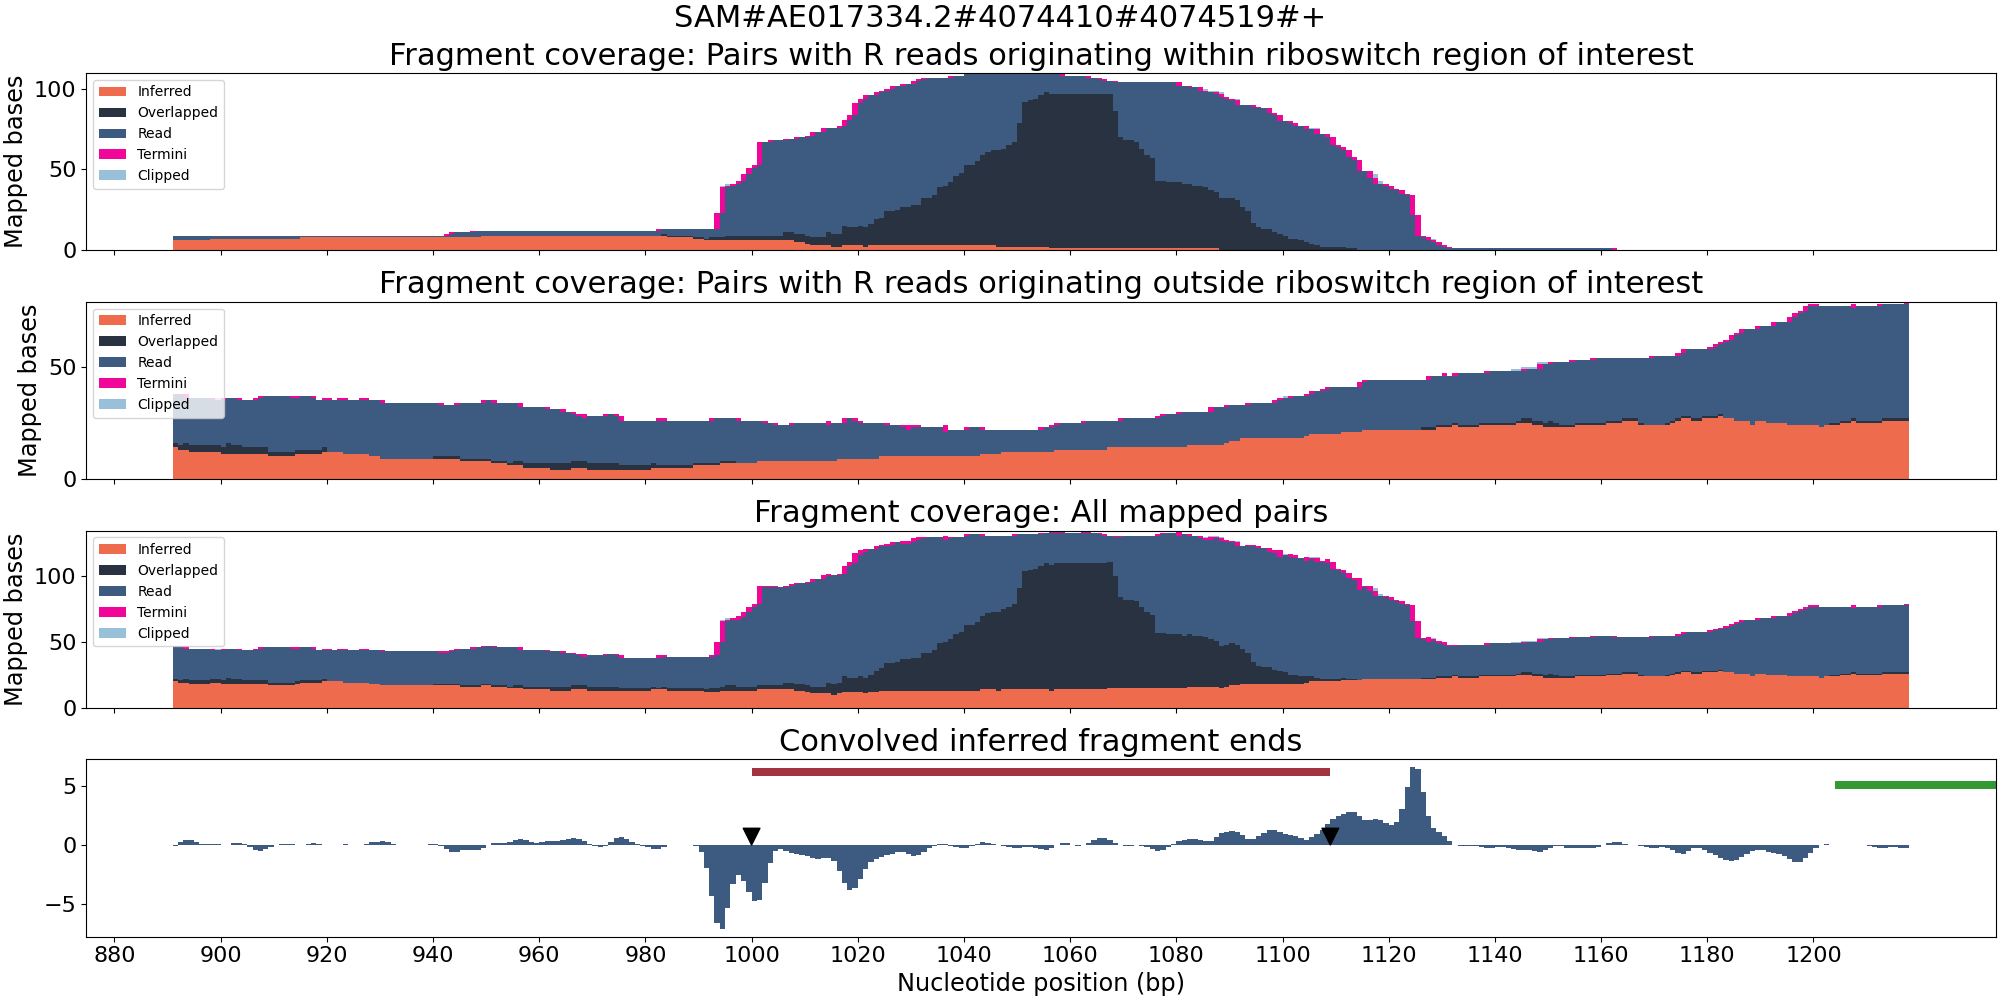 SAM#AE017334.2#4074410#4074519#+
Fragment coverage: Pairs with R reads originating within riboswitch region of interest
Mapped bases
100
50
0
Inferred
Overlapped
Read
Termini
Clipped
Fragment coverage: Pairs with R reads originating outside riboswitch region of interest
Mapped bases
50
0
Inferred
Overlapped
Read
Termini
Clipped
Fragment coverage: All mapped pairs
Mapped bases
100
50
0
Inferred
Overlapped
Read
Termini
Clipped
Convolved inferred fragment ends
5
0
−5
880 900 920 940 960 980 1000 1020 1040 1060 1080 1100 1120 1140 1160 1180 1200
Nucleotide position (bp)